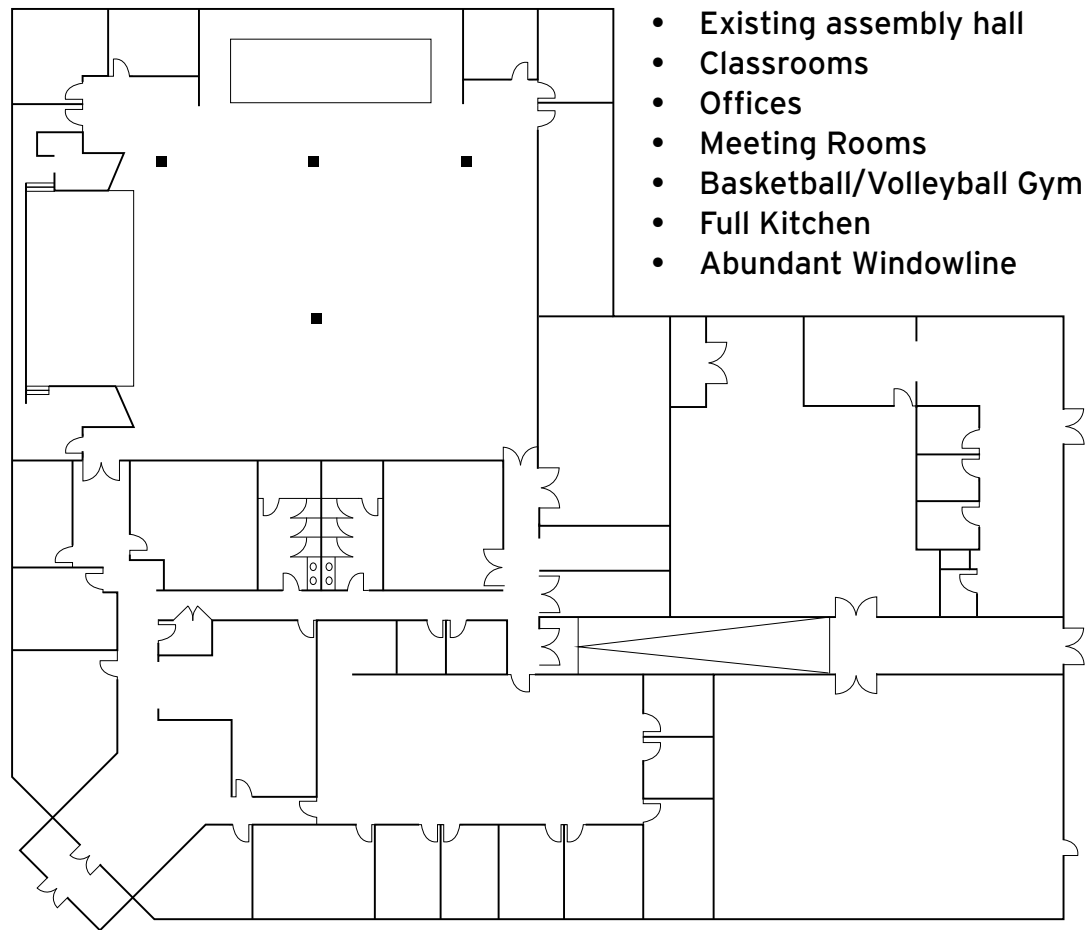 • Existing assembly hall
• Classrooms
• Offices
• Meeting Rooms
• Basketball/Volleyball Gym
• Full Kitchen
• Abundant Windowline